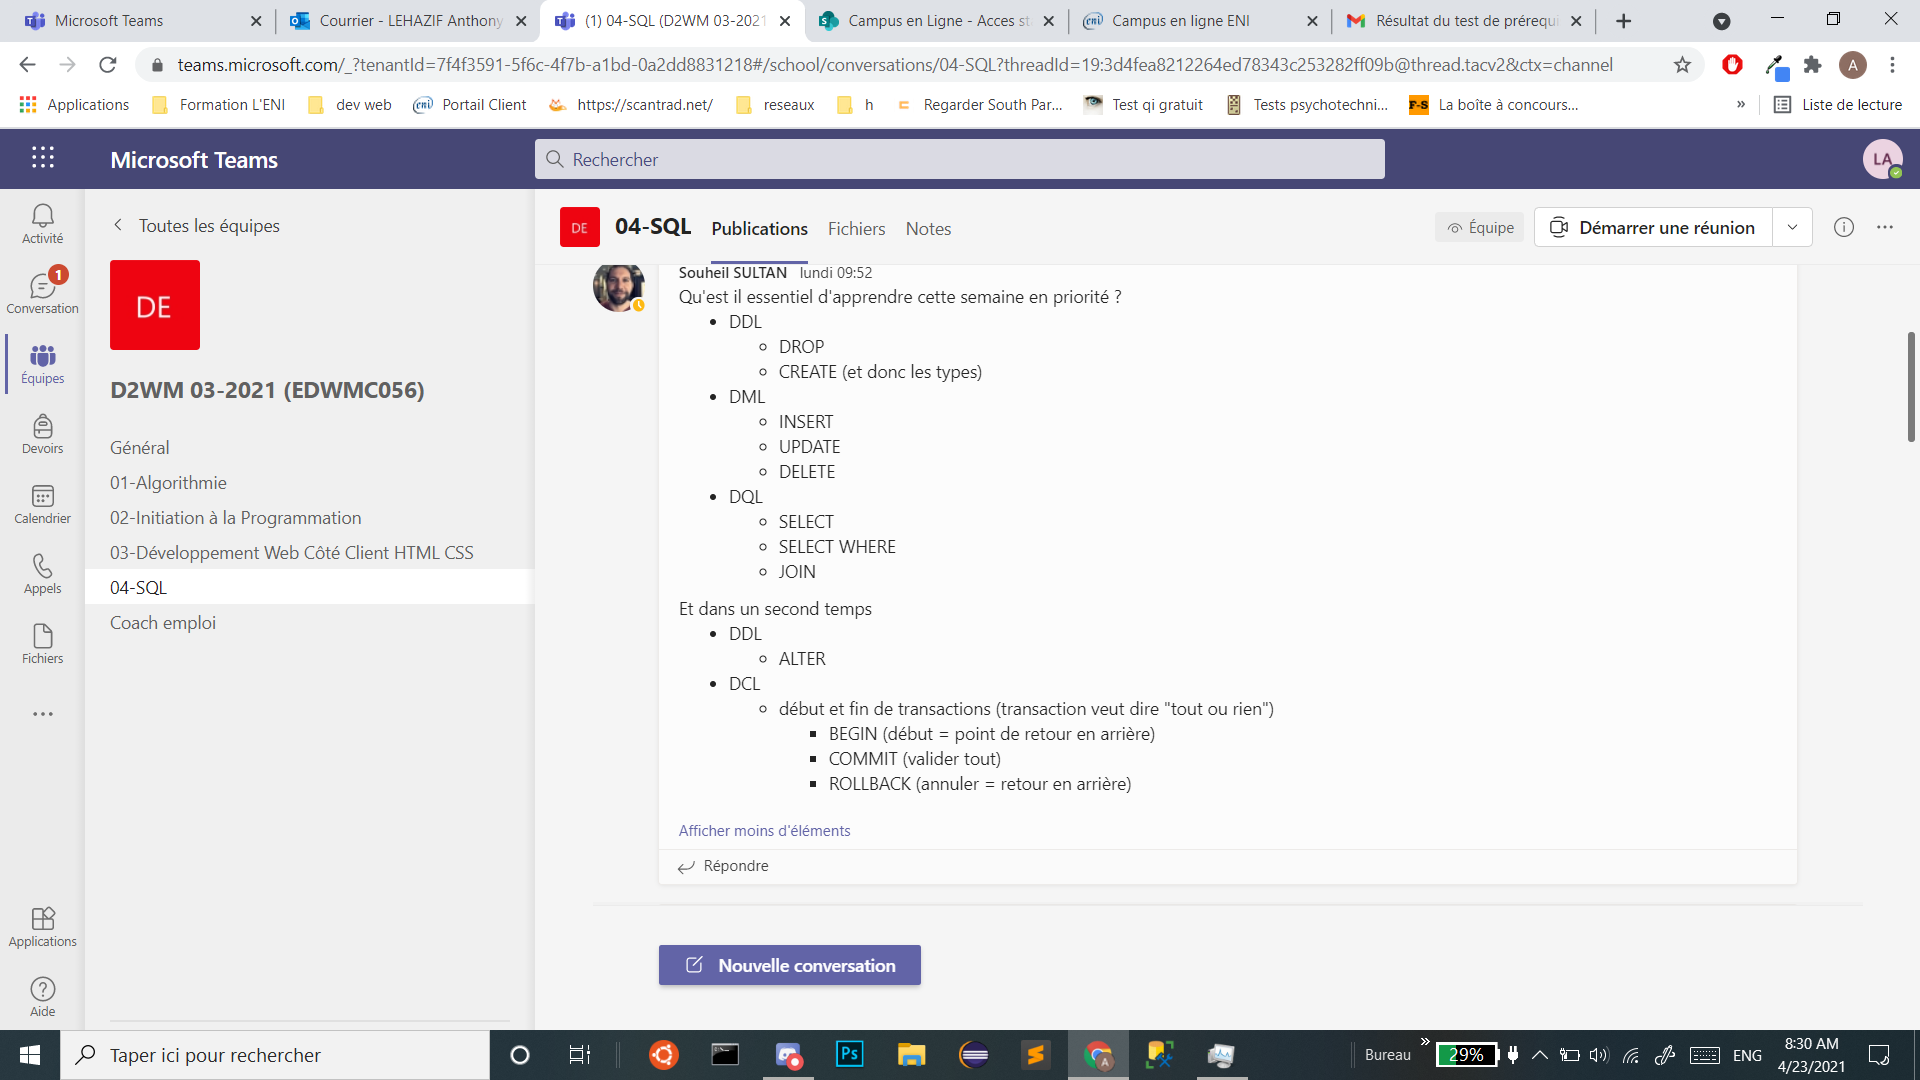 Microsoft Teams
Courrier - LEHAZIF Anthony
(1) 04-SQL (D2WM 03-2021
Campus en Ligne - Acces st
eni Campus en ligne ENI
Résultat du test de prérequi
teams.microsoft.com/_?tenantId=7f4f3591-5f6c-4f7b-a1bd-0a2dd8831218#/school/conversations/04-SQL?threadId=19:3d4fea8212264ed78343c253282ff09b@thread.tacv2&ctx=channel
A
Applications
Formation L'ENI
dev web
eni Portail Client
https://scantrad.net/
reseaux
h
Regarder South Par...
Test qi gratuit
Tests psychotechni...
F-S La boîte à concours...
»
Liste de lecture
Microsoft Teams
Rechercher
LA
Activité
1
Conversation
Équipes
Devoirs
Calendrier
Appels
Fichiers
Applications
Aide
Toutes les équipes
DE
D2WM 03-2021 (EDWMC056)
Général
01-Algorithmie
02-Initiation à la Programmation
03-Développement Web Côté Client HTML CSS
04-SQL
Coach emploi
DE
04-SQL
Publications
Fichiers
Notes
Équipe
Démarrer une réunion
Souheil SULTAN lundi 09:52
Qu'est il essentiel d'apprendre cette semaine en priorité ?
• DDL
◦ DROP
◦ CREATE (et donc les types)
• DML
◦ INSERT
◦ UPDATE
◦ DELETE
• DQL
◦ SELECT
◦ SELECT WHERE
◦ JOIN
Et dans un second temps
• DDL
◦ ALTER
• DCL
◦ début et fin de transactions (transaction veut dire "tout ou rien")
▪ BEGIN (début = point de retour en arrière)
▪ COMMIT (valider tout)
▪ ROLLBACK (annuler = retour en arrière)
Afficher moins d'éléments
Répondre
Nouvelle conversation
Taper ici pour rechercher
Ps
A
Bureau
»
29%
ENG
8:30 AM
4/23/2021